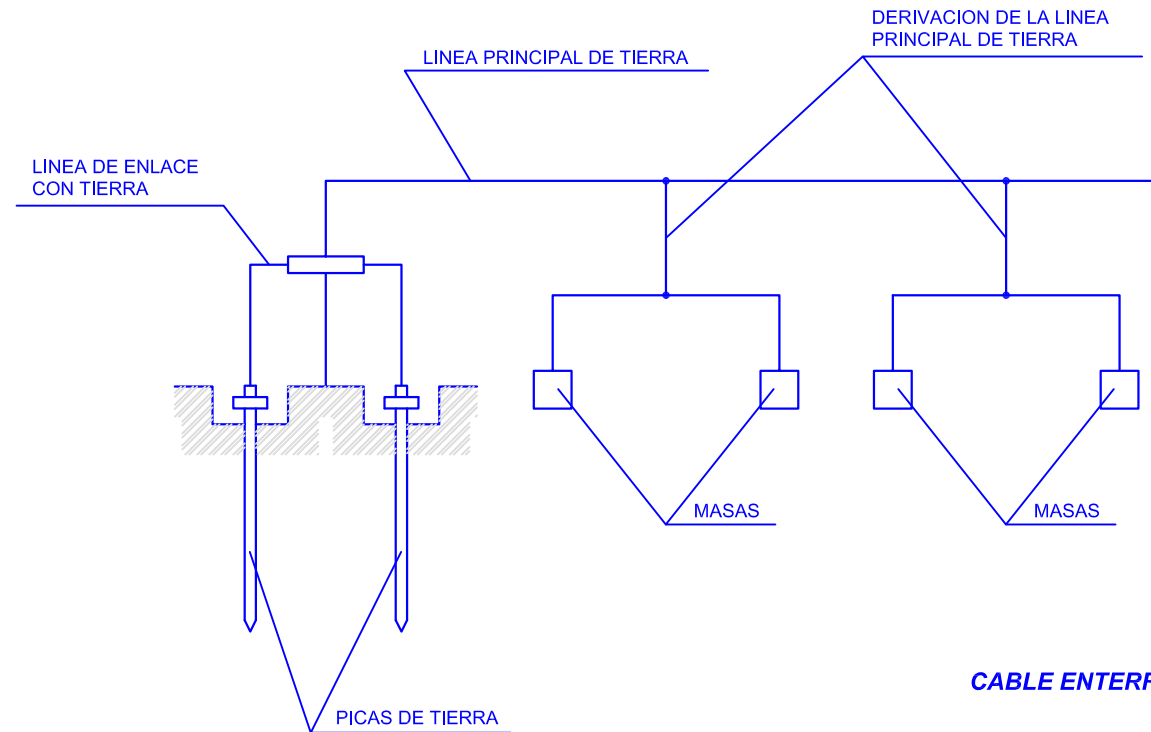 DERIVACION DE LA LINEA
PRINCIPAL DE TIERRA
LINEA PRINCIPAL DE TIERRA
LINEA DE ENLACE
CON TIERRA
MASAS
MASAS
CABLE
PICAS DE TIERRA